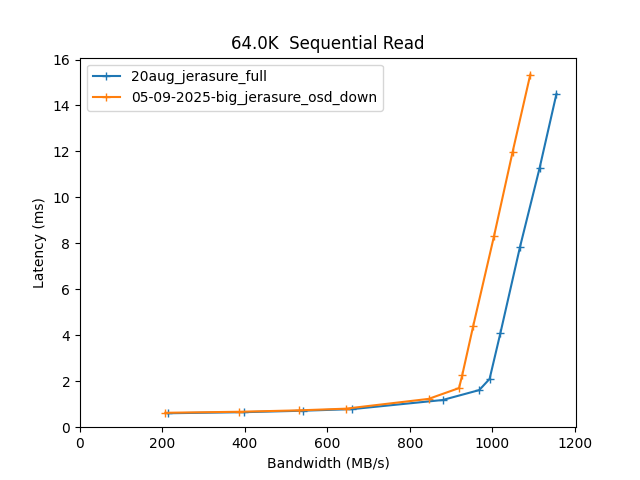 64.0K  Sequential Read
20aug_jerasure_full
05-09-2025-big_jerasure_osd_down
Latency (ms)
16
14
12
10
8
6
4
2
0
0 200 400 600 800 1000 1200
Bandwidth (MB/s)